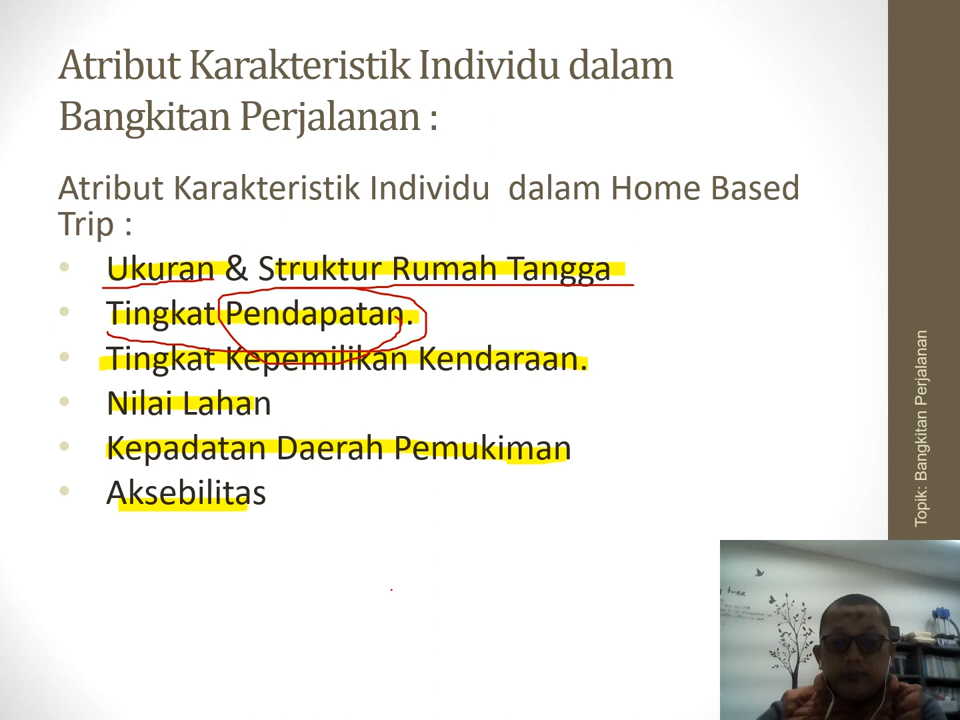 Atribut Karakteristik Individu dalam
Bangkitan Perjalanan :
Atribut Karakteristik Individu dalam Home Based
Trip :
• Ukuran & Struktur Rumah Tangga
• Tingkat Pendapatan.
• Tingkat Kepemilikan Kendaraan.
• Nilai Lahan
• Kepadatan Daerah Pemukiman
• Aksebilitas
Topik: Bangkitan Perjalanan
tree